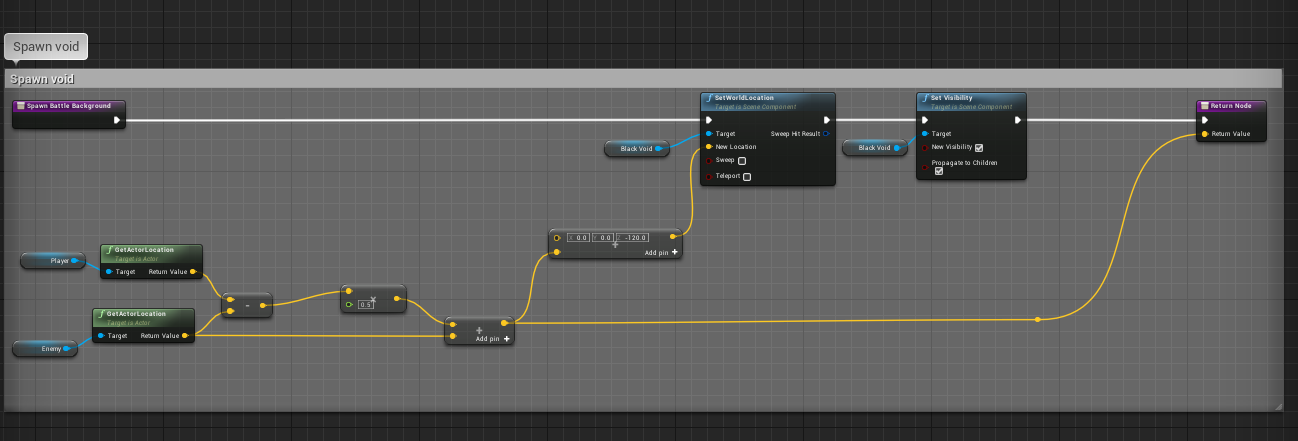 Spawn void
Spawn void
Spawn Battle Background
SetWorldLocation
Target is Scene Component
Target
Sweep Hit Result
New Location
Sweep
Teleport
Black Void
Set Visibility
Target is Scene Component
Target
New Visibility
Propagate to Children
Black Void
Return Node
Return Value
X 0.0 Y 0.0 Z -120.0
+
Add pin +
GetActorLocation
Target is Actor
Target Return Value
Player
-
x
0.5
GetActorLocation
Target is Actor
Target Return Value
Enemy
+
Add pin +